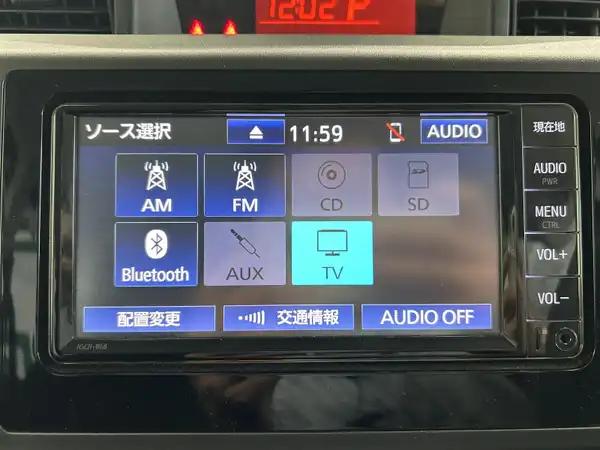 12:02 P
ソース選択 11:59 AUDIO
現在地
AM FM CD SD
AUDIO
PWR
MENU
CTRL
Bluetooth AUX TV
VOL+
VOL-
配置変更 交通情報 AUDIO OFF